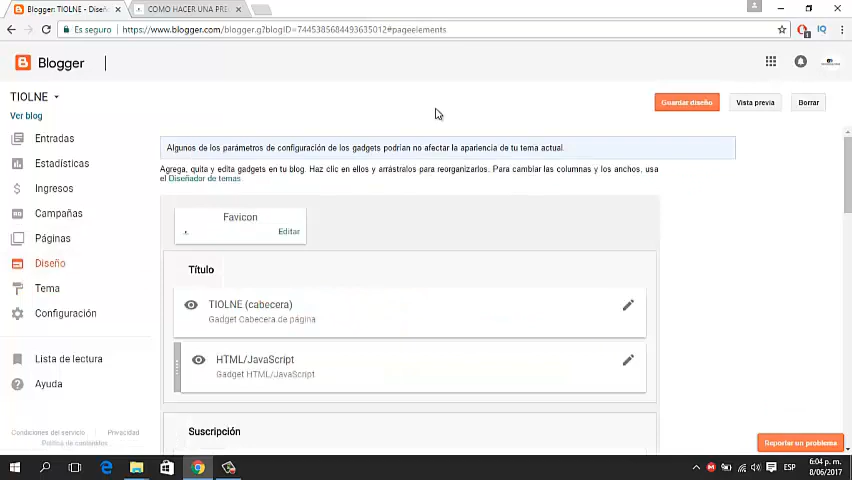 Blogger: TIOLNE - Diseñ
COMO HACER UNA PRE
Es seguro
https://www.blogger.com/blogger.g?blogID=7445385684493635012#pageelements
Blogger
TIOLNE
Ver blog
Guardar diseño
Vista previa
Borrar
Entradas
Estadísticas
Ingresos
Campañas
Páginas
Diseño
Tema
Configuración
Lista de lectura
Ayuda
Condiciones del servicio
Privacidad
Política de contenidos
Algunos de los parámetros de configuración de los gadgets podrían no afectar la apariencia de tu tema actual.
Agrega, quita y edita gadgets en tu blog. Haz clic en ellos y arrástralos para reorganizarlos. Para cambiar las columnas y los anchos, usa
el Diseñador de temas
Favicon
Editar
Título
TIOLNE (cabecera)
Gadget Cabecera de página
HTML/JavaScript
Gadget HTML/JavaScript
Suscripción
Reportar un problema
ESP
6:04 p. m.
8/06/2017